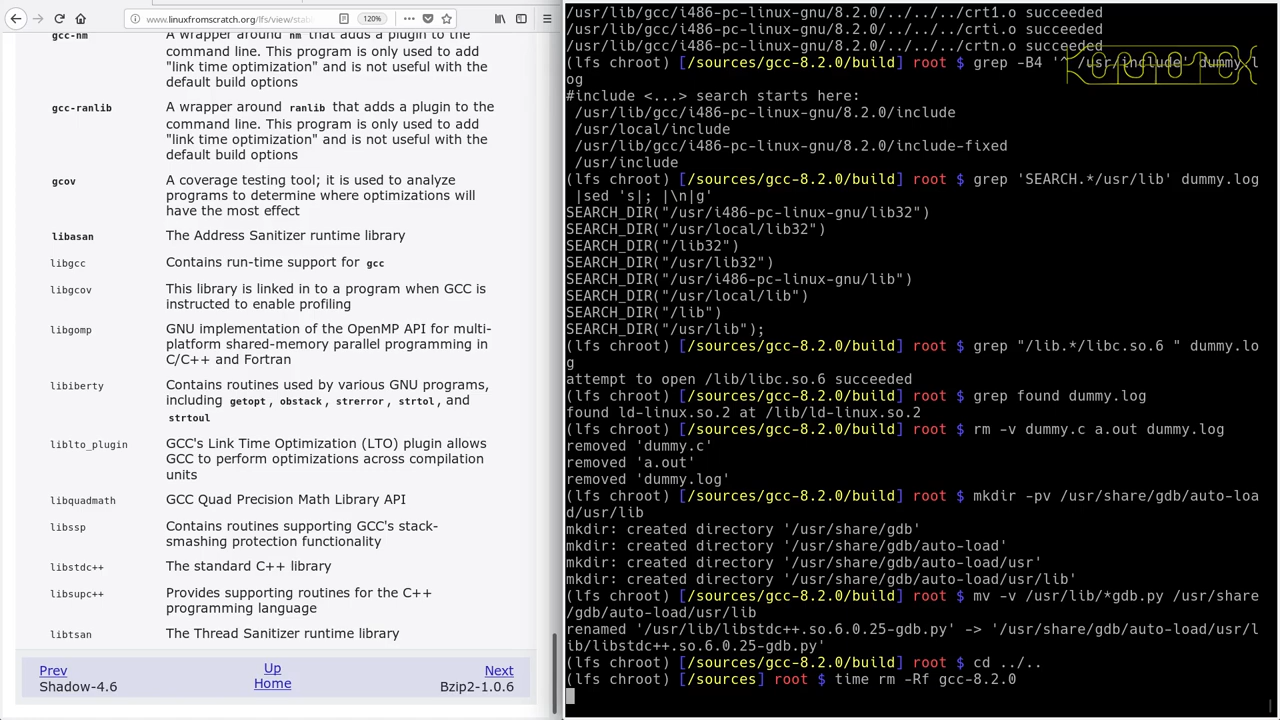 www.linuxfromscratch.org/lfs/view/stab
120%
gcc-nm
A wrapper around nm that adds a plugin to the
command line. This program is only used to add
"link time optimization" and is not useful with the
default build options
gcc-ranlib
A wrapper around ranlib that adds a plugin to the
command line. This program is only used to add
"link time optimization" and is not useful with the
default build options
gcov
A coverage testing tool; it is used to analyze
programs to determine where optimizations will
have the most effect
libasan
The Address Sanitizer runtime library
libgcc
Contains run-time support for gcc
libgcov
This library is linked in to a program when GCC is
instructed to enable profiling
libgomp
GNU implementation of the OpenMP API for multi-
platform shared-memory parallel programming in
C/C++ and Fortran
libiberty
Contains routines used by various GNU programs,
including getopt, obstack, strerror, strtol, and
strtoul
liblto_plugin
GCC's Link Time Optimization (LTO) plugin allows
GCC to perform optimizations across compilation
units
libquadmath
GCC Quad Precision Math Library API
libssp
Contains routines supporting GCC's stack-
smashing protection functionality
libstdc++
The standard C++ library
libsupc++
Provides supporting routines for the C++
programming language
libtsan
The Thread Sanitizer runtime library
Prev
Up
Next
Shadow-4.6
Home
Bzip2-1.0.6
/usr/lib/gcc/i486-pc-linux-gnu/8.2.0/../../../crt1.o succeeded
/usr/lib/gcc/i486-pc-linux-gnu/8.2.0/../../../crti.o succeeded
/usr/lib/gcc/i486-pc-linux-gnu/8.2.0/../../../crtn.o succeeded
(lfs chroot) [/sources/gcc-8.2.0/build] root $ grep -B4 '^ /usr/include' dummy.l
og
#include <...> search starts here:
 /usr/lib/gcc/i486-pc-linux-gnu/8.2.0/include
 /usr/local/include
 /usr/lib/gcc/i486-pc-linux-gnu/8.2.0/include-fixed
 /usr/include
(lfs chroot) [/sources/gcc-8.2.0/build] root $ grep 'SEARCH.*/usr/lib' dummy.log
 |sed 's|; |\n|g'
SEARCH_DIR("/usr/i486-pc-linux-gnu/lib32")
SEARCH_DIR("/usr/local/lib32")
SEARCH_DIR("/lib32")
SEARCH_DIR("/usr/lib32")
SEARCH_DIR("/usr/i486-pc-linux-gnu/lib")
SEARCH_DIR("/usr/local/lib")
SEARCH_DIR("/lib")
SEARCH_DIR("/usr/lib");
(lfs chroot) [/sources/gcc-8.2.0/build] root $ grep "/lib.*/libc.so.6 " dummy.lo
g
attempt to open /lib/libc.so.6 succeeded
(lfs chroot) [/sources/gcc-8.2.0/build] root $ grep found dummy.log
found ld-linux.so.2 at /lib/ld-linux.so.2
(lfs chroot) [/sources/gcc-8.2.0/build] root $ rm -v dummy.c a.out dummy.log
removed 'dummy.c'
removed 'a.out'
removed 'dummy.log'
(lfs chroot) [/sources/gcc-8.2.0/build] root $ mkdir -pv /usr/share/gdb/auto-loa
d/usr/lib
mkdir: created directory '/usr/share/gdb'
mkdir: created directory '/usr/share/gdb/auto-load'
mkdir: created directory '/usr/share/gdb/auto-load/usr'
mkdir: created directory '/usr/share/gdb/auto-load/usr/lib'
(lfs chroot) [/sources/gcc-8.2.0/build] root $ mv -v /usr/lib/*gdb.py /usr/share
/gdb/auto-load/usr/lib
renamed '/usr/lib/libstdc++.so.6.0.25-gdb.py' -> '/usr/share/gdb/auto-load/usr/l
ib/libstdc++.so.6.0.25-gdb.py'
(lfs chroot) [/sources/gcc-8.2.0/build] root $ cd ../..
(lfs chroot) [/sources] root $ time rm -Rf gcc-8.2.0